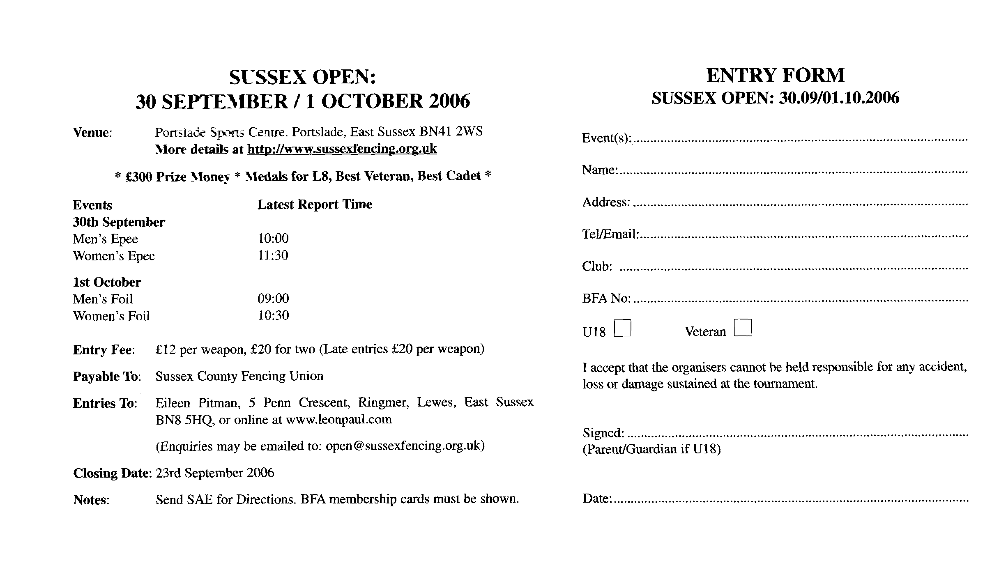 SUSSEX OPEN:
30 SEPTEMBER / 1 OCTOBER 2006
Venue: Portslade Sports Centre. Portslade, East Sussex BN41 2WS
More details at http://www.sussexfencing.org.uk
* £300 Prize Money * Medals for L8, Best Veteran, Best Cadet *
Events Latest Report Time
30th September
Men's Epee 10:00
Women's Epee 11:30
1st October
Men's Foil 09:00
Women's Foil 10:30
Entry Fee: £12 per weapon, £20 for two (Late entries £20 per weapon)
Payable To: Sussex County Fencing Union
Entries To: Eileen Pitman, 5 Penn Crescent, Ringmer, Lewes, East Sussex
BN8 5HQ, or online at www.leonpaul.com
(Enquiries may be emailed to: open@sussexfencing.org.uk)
Closing Date: 23rd September 2006
Notes: Send SAE for Directions. BFA membership cards must be shown.
ENTRY FORM
SUSSEX OPEN: 30.09/01.10.2006
Event(s):
Name:
Address:
Tel/Email:
Club:
BFA No:
U18 Veteran
I accept that the organisers cannot be held responsible for any accident,
loss or damage sustained at the tournament.
Signed:
(Parent/Guardian if U18)
Date: